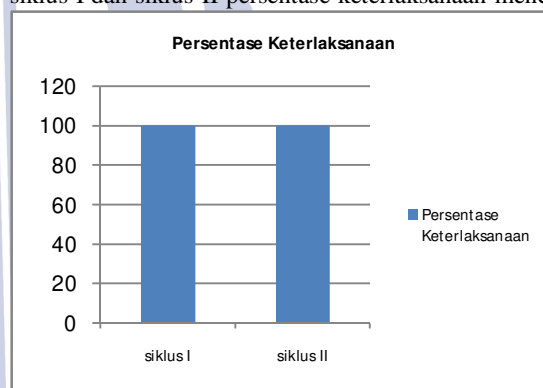 siklus I dan siklus II persentase keterlaksanaan
Persentase Keterlaksanaan
120
100
80
60
40
20
0
siklus I
siklus II
Persentase
Keterlaksanaan